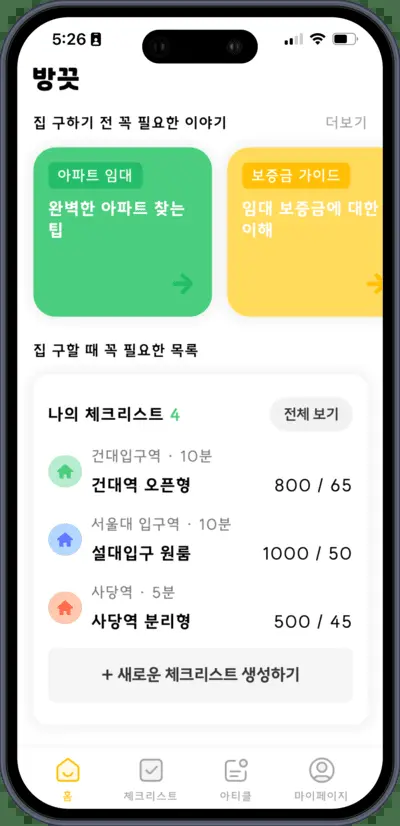 5:26
방끗
집 구하기 전 꼭 필요한 이야기
더보기
아파트 임대
완벽한 아파트 찾는
팁
보증금 가이드
임대 보증금에 대한
이해
집 구할 때 꼭 필요한 목록
나의 체크리스트 4
전체 보기
건대입구역 · 10분
건대역 오픈형
800 / 65
서울대 입구역 · 10분
설대입구 원룸
1000 / 50
사당역 · 5분
사당역 분리형
500 / 45
+ 새로운 체크리스트 생성하기
홈
체크리스트
아티클
마이페이지